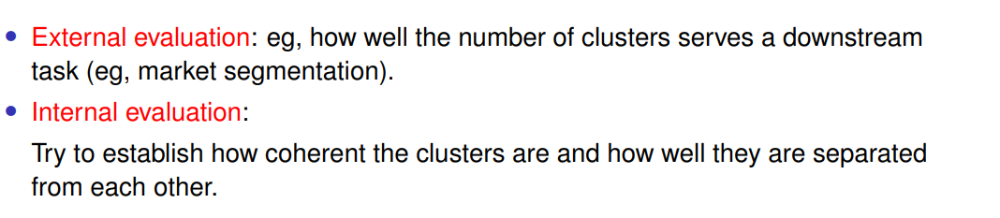 • External evaluation: eg, how well the number of clusters serves a downstream
task (eg, market segmentation).
• Internal evaluation:
Try to establish how coherent the clusters are and how well they are separated
from each other.